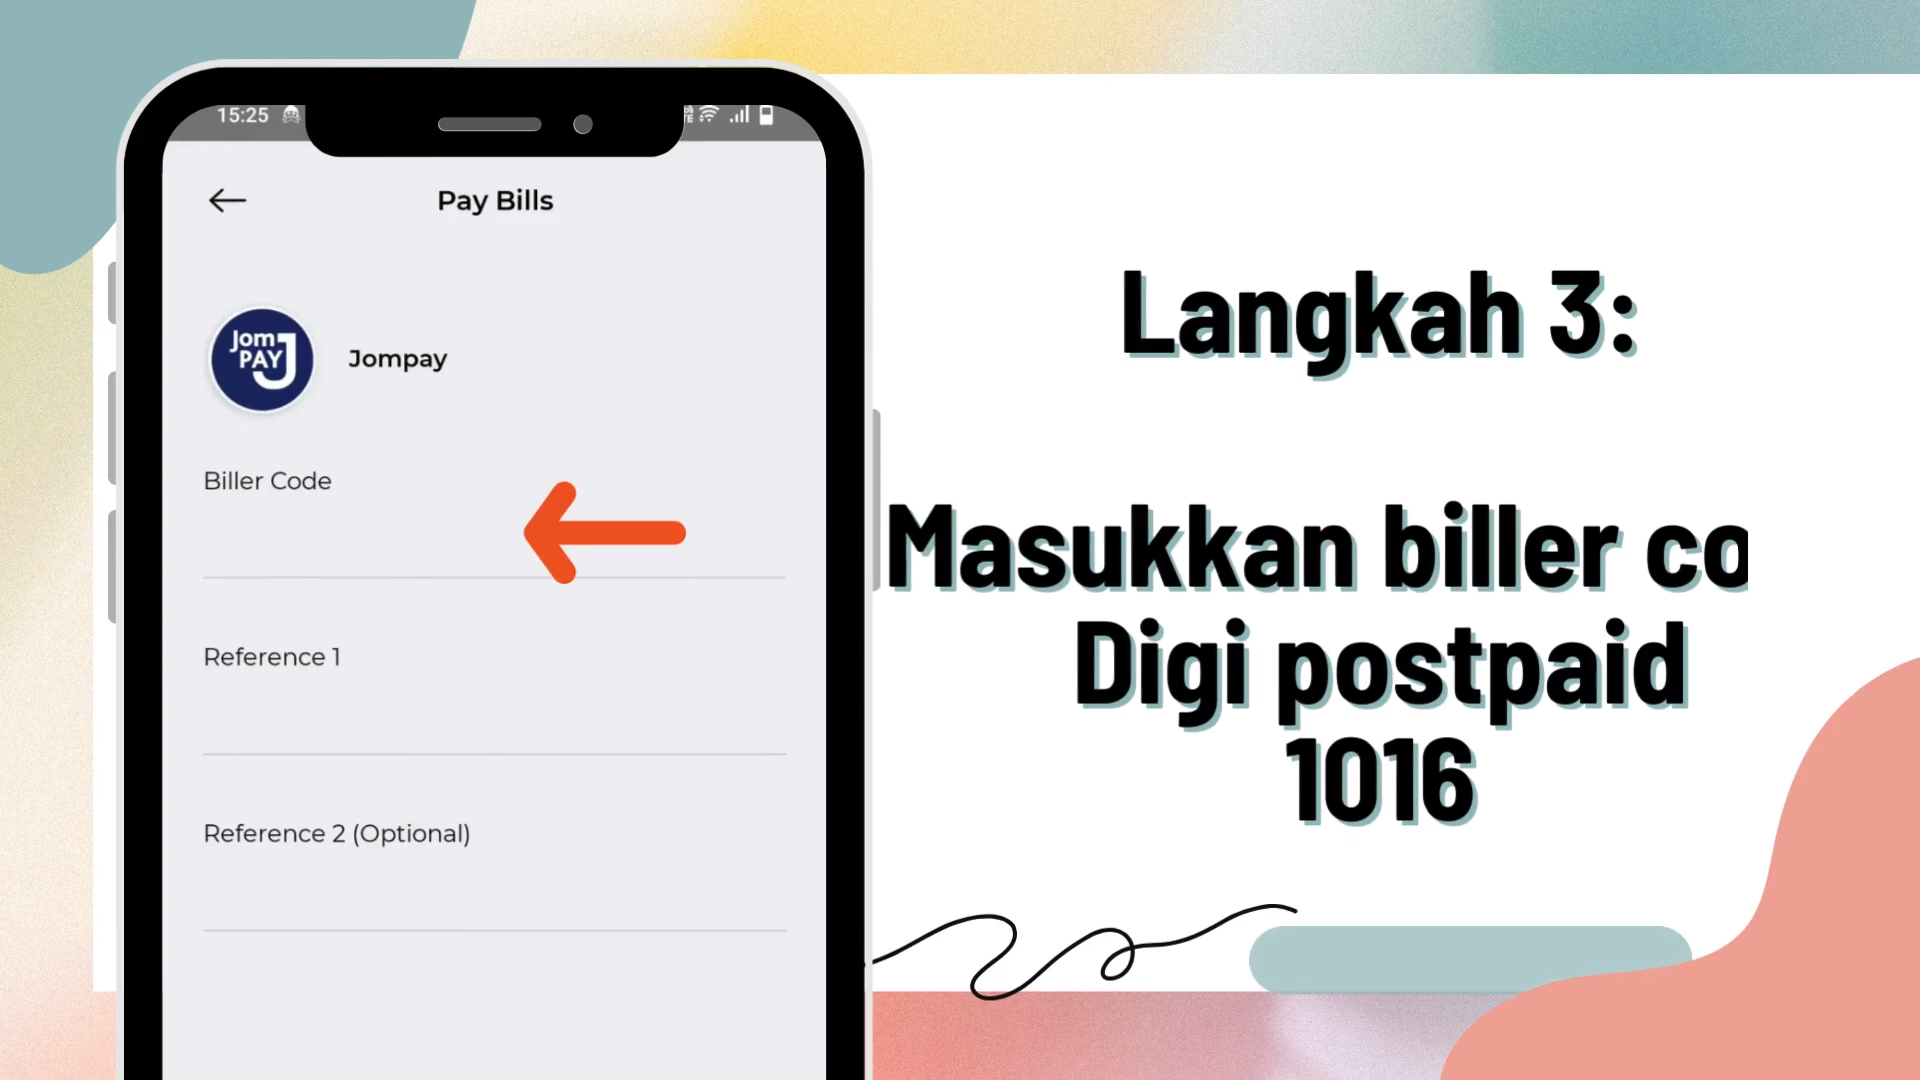 15:25
Pay Bills
Jom
PAY
Jompay
Biller Code
Reference 1
Reference 2 (Optional)
Langkah 3:
Masukkan biller co
Digi postpaid
1016